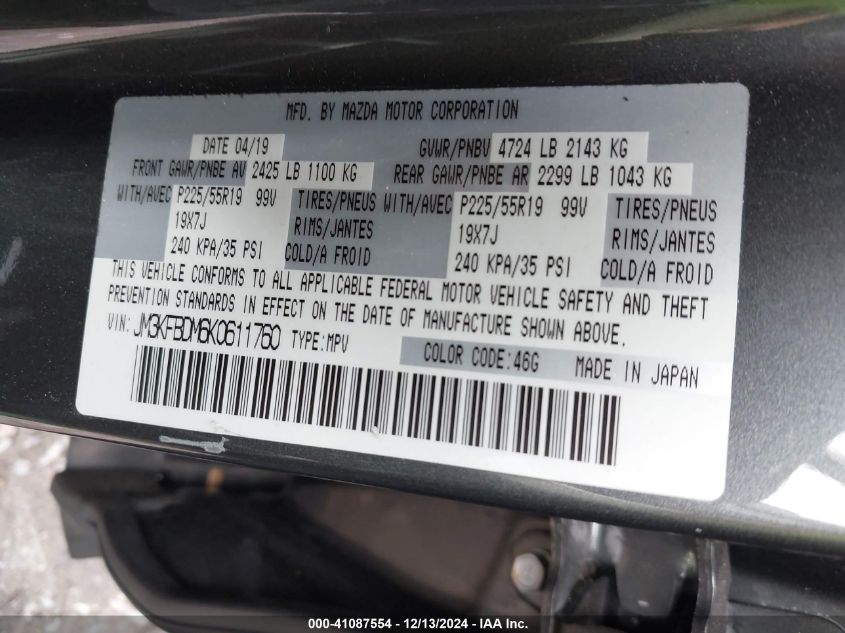 MFD. BY MAZDA MOTOR CORPORATION
DATE 04/19 GVWR/PNBV 4724 LB 2143 KG
FRONT GAWR/PNBE AV 2425 LB 1100 KG REAR GAWR/PNBE AR 2299 LB 1043 KG
WITH/AVEC P225/55R19 99V TIRES/PNEUS WITH/AVEC P225/55R19 99V TIRES/PNEUS
19X7J RIMS/JANTES 19X7J RIMS/JANTES
240 KPA/35 PSI COLD/A FROID 240 KPA/35 PSI COLD/A FROID
THIS VEHICLE CONFORMS TO ALL APPLICABLE FEDERAL MOTOR VEHICLE SAFETY AND THEFT
PREVENTION STANDARDS IN EFFECT ON THE DATE OF MANUFACTURE SHOWN ABOVE.
VIN: JM3KFBDM6K0611760 TYPE:MPV
COLOR CODE:46G MADE IN JAPAN
000-41087554 - 12/13/2024 - IAA Inc.